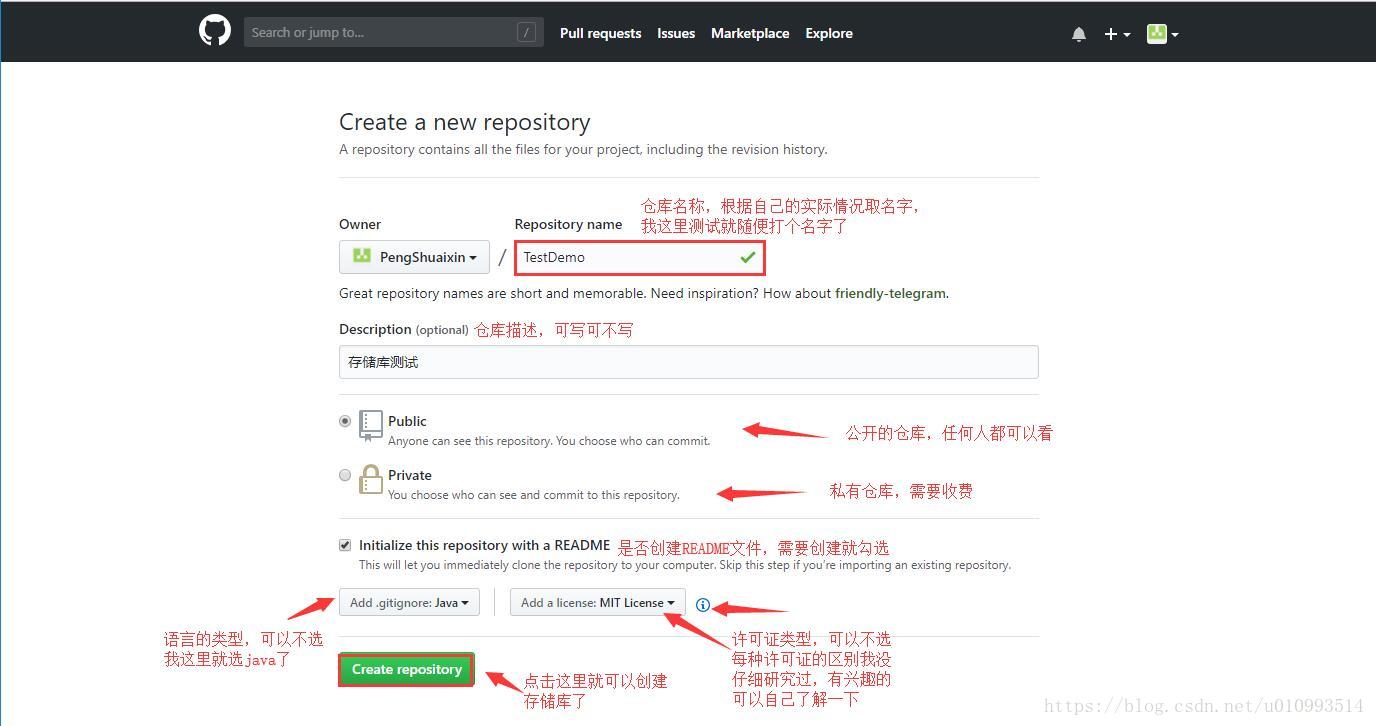 Search or jump to...
/
Pull requests
Issues
Marketplace
Explore
Create a new repository
A repository contains all the files for your project, including the revision history.
仓库名称，根据自己的实际情况取名字，
我这里测试就随便打个名字了
Owner
Repository name
PengShuaixin
/
TestDemo
Great repository names are short and memorable. Need inspiration? How about friendly-telegram.
Description (optional)
仓库描述，可写可不写
存储库测试
Public
Anyone can see this repository. You choose who can commit.
公开的仓库，任何人都可以看
Private
You choose who can see and commit to this repository.
私有仓库，需要收费
Initialize this repository with a README
是否创建README文件，需要创建就勾选
This will let you immediately clone the repository to your computer. Skip this step if you're importing an existing repository.
Add .gitignore: Java
Add a license: MIT License
语言的类型，可以不选
我这里就选java了
许可证类型，可以不选
每种许可证的区别我没
仔细研究过，有兴趣的
可以自己了解一下
Create repository
点击这里就可以创建
存储库了
https://blog.csdn.net/u010993514